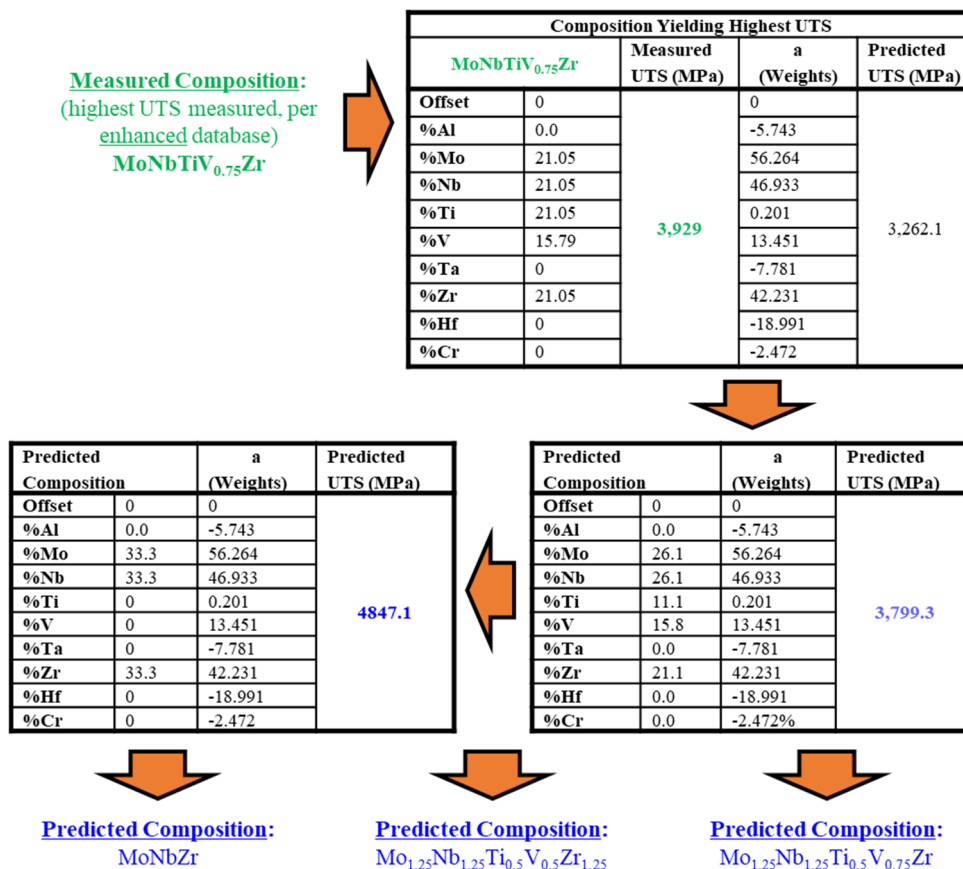 Measured Composition:
(highest UTS measured, per
enhanced database)
MoNbTiV0.75Zr
Composition Yielding Highest UTS
MoNbTiV0.75Zr Measured UTS (MPa) a (Weights) Predicted UTS (MPa)
Offset 0 0
%Al 0.0 -5.743
%Mo 21.05 56.264
%Nb 21.05 46.933
%Ti 21.05 0.201
%V 15.79 3,929 13.451 3,262.1
%Ta 0 -7.781
%Zr 21.05 42.231
%Hf 0 -18.991
%Cr 0 -2.472
Predicted Composition a (Weights) Predicted UTS (MPa)
Offset 0 0
%Al 0.0 -5.743
%Mo 33.3 56.264
%Nb 33.3 46.933
%Ti 0 0.201
%V 0 13.451 4847.1
%Ta 0 -7.781
%Zr 33.3 42.231
%Hf 0 -18.991
%Cr 0 -2.472
Predicted Composition a (Weights) Predicted UTS (MPa)
Offset 0 0
%Al 0.0 -5.743
%Mo 26.1 56.264
%Nb 26.1 46.933
%Ti 11.1 0.201
%V 15.8 13.451 3,799.3
%Ta 0.0 -7.781
%Zr 21.1 42.231
%Hf 0.0 -18.991
%Cr 0.0 -2.472%
Predicted Composition:
MoNbZr
Predicted Composition:
Mo1.25Nb1.25Ti0.5V0.5Zr1.25
Predicted Composition:
Mo1.25Nb1.25Ti0.5V0.75Zr